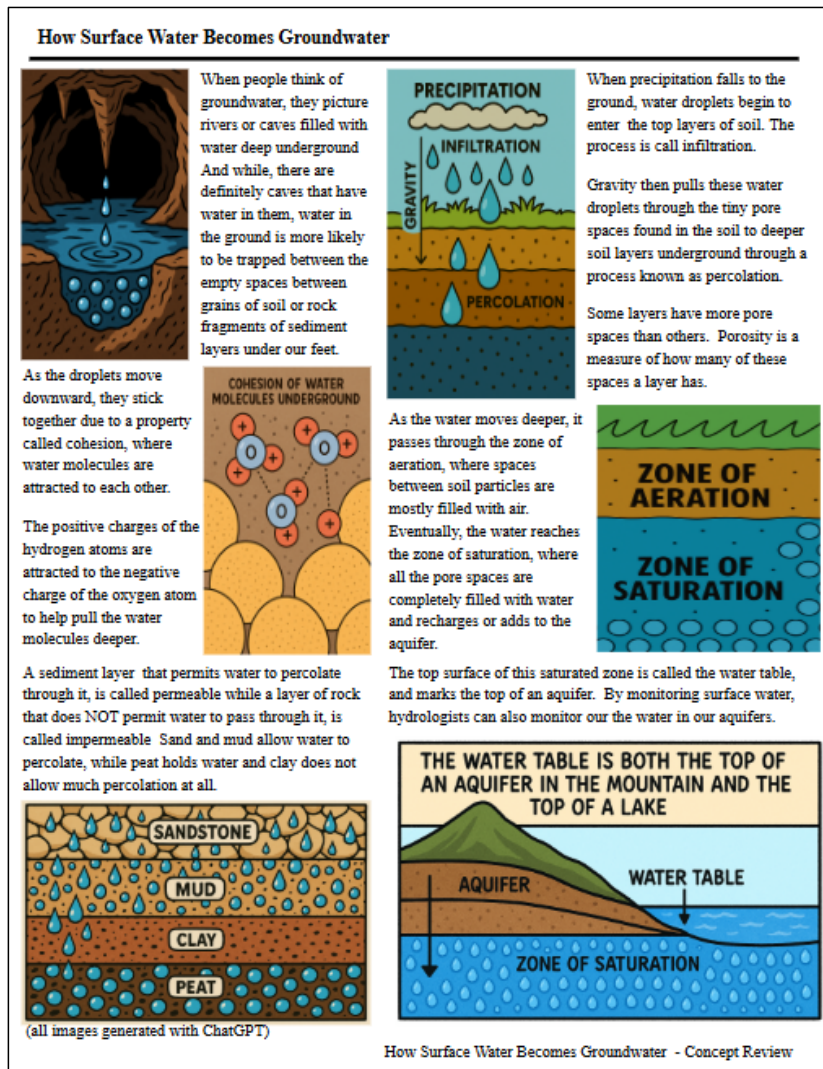 How Surface Water Becomes Groundwater
When people think of
groundwater, they picture
rivers or caves filled with
water deep underground
And while, there are
definitely caves that have
water in them, water in
the ground is more likely
to be trapped between the
empty spaces between
grains of soil or rock
fragments of sediment
layers under our feet.
PRECIPITATION
INFILTRATION
GRAVITY
PERCOLATION
When precipitation falls to the
ground, water droplets begin to
enter the top layers of soil. The
process is call infiltration.
Gravity then pulls these water
droplets through the tiny pore
spaces found in the soil to deeper
soil layers underground through a
process known as percolation.
Some layers have more pore
spaces than others. Porosity is a
measure of how many of these
spaces a layer has.
As the droplets move
downward, they stick
together due to a property
called cohesion, where
water molecules are
attracted to each other.
The positive charges of the
hydrogen atoms are
attracted to the negative
charge of the oxygen atom
to help pull the water
molecules deeper.
COHESION OF WATER
MOLECULES UNDERGROUND
+
O
+
O
+
+
O
+
+
As the water moves deeper, it
passes through the zone of
aeration, where spaces
between soil particles are
mostly filled with air.
Eventually, the water reaches
the zone of saturation, where
all the pore spaces are
completely filled with water
and recharges or adds to the
aquifer.
ZONE OF
AERATION
ZONE OF
SATURATION
A sediment layer that permits water to percolate
through it, is called permeable while a layer of rock
that does NOT permit water to pass through it, is
called impermeable Sand and mud allow water to
percolate, while peat holds water and clay does not
allow much percolation at all.
SANDSTONE
MUD
CLAY
PEAT
(all images generated with ChatGPT)
The top surface of this saturated zone is called the water table,
and marks the top of an aquifer. By monitoring surface water,
hydrologists can also monitor our the water in our aquifers.
THE WATER TABLE IS BOTH THE TOP OF
AN AQUIFER IN THE MOUNTAIN AND THE
TOP OF A LAKE
AQUIFER
WATER TABLE
ZONE OF SATURATION
How Surface Water Becomes Groundwater - Concept Review